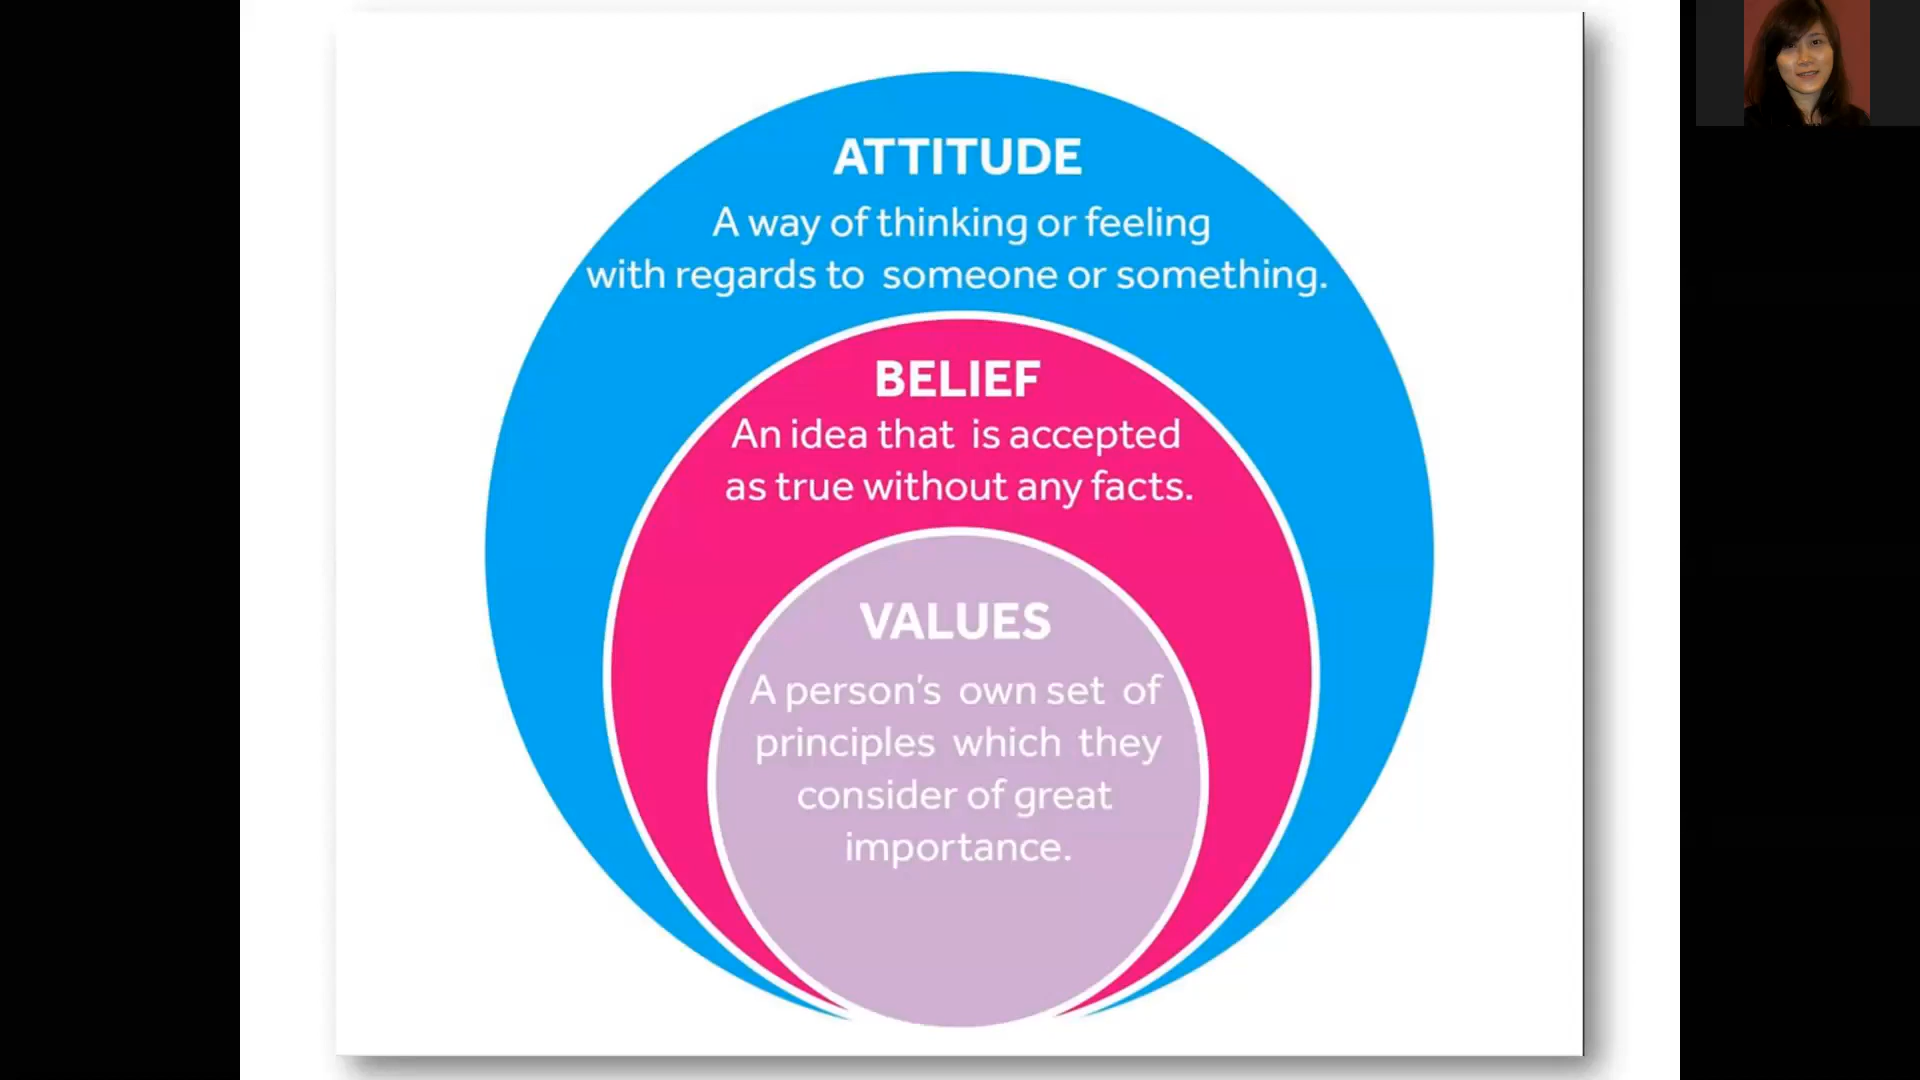 ATTITUDE
A way of thinking or feeling
with regards to someone or something.
BELIEF
An idea that is accepted
as true without any facts.
VALUES
A person's own set of
principles which they
consider of great
importance.